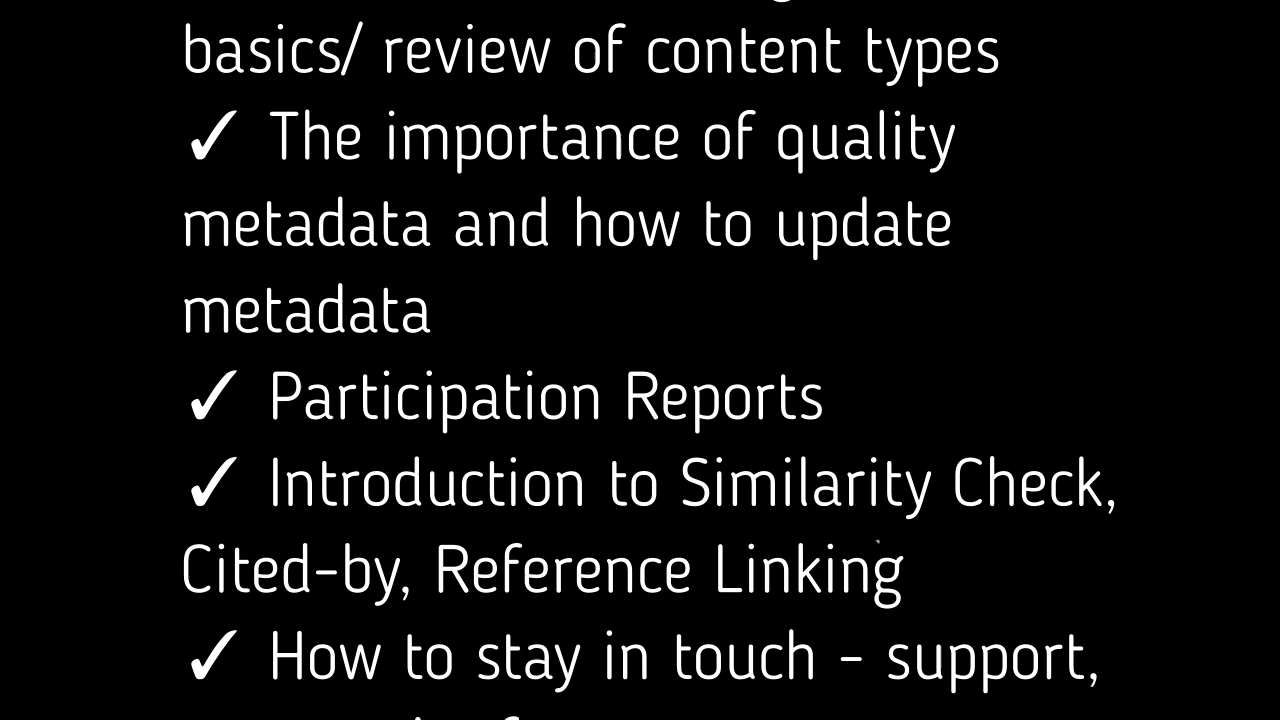 basics/ review of content types
✓ The importance of quality
metadata and how to update
metadata
✓ Participation Reports
✓ Introduction to Similarity Check,
Cited-by, Reference Linking
✓ How to stay in touch - support,